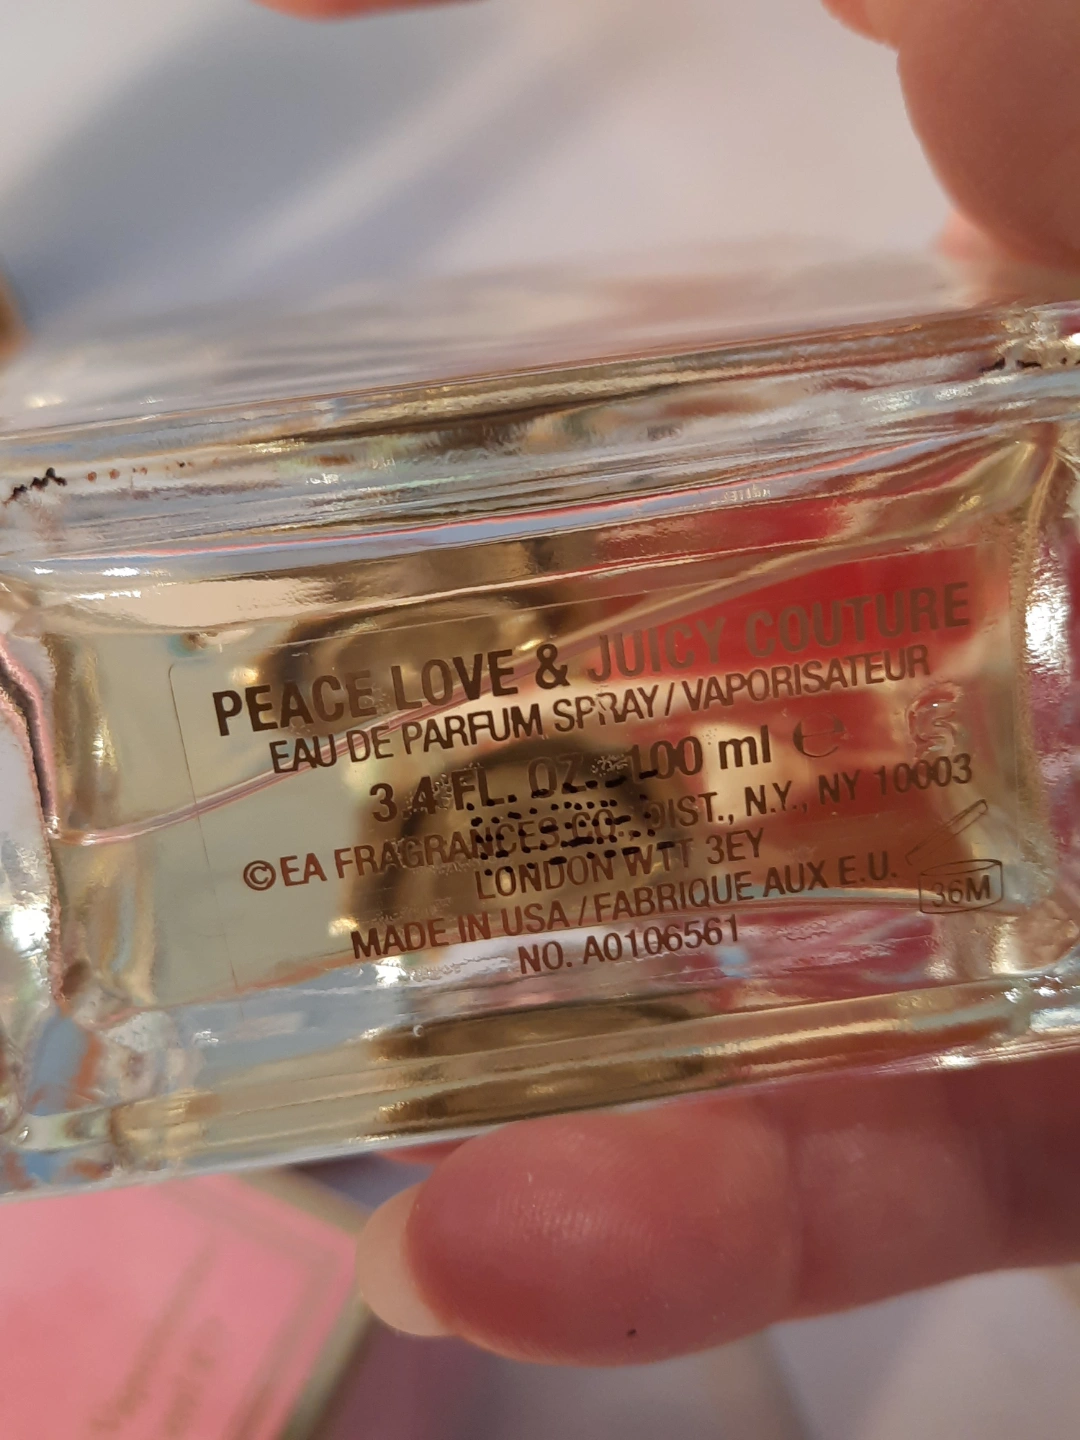 PEACE LOVE & JUICY COUTURE
EAU DE PARFUM SPRAY / VAPORISATEUR
3.4 FL. OZ. 100 ml e
©EA FRAGRANCES CO. DIST., N.Y., NY 10003
LONDON W1T 3EY
MADE IN USA / FABRIQUE AUX E.U.
36M
NO. A0106561